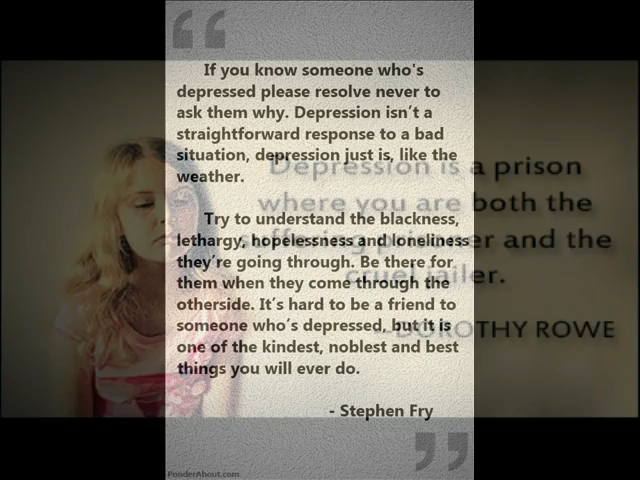 If you know someone who's
depressed please resolve never to
ask them why. Depression isn't a
straightforward response to a bad
situation, depression just is, like the
weather.
Try to understand the blackness,
lethargy, hopelessness and loneliness
they're going through. Be there for
them when they come through the
otherside. It's hard to be a friend to
someone who's depressed, but it is
one of the kindest, noblest and best
things you will ever do.
- Stephen Fry
PonderAbout.com
Depression is a prison
where you are both the
suffering prisoner and the
cruel jailer.
DOROTHY ROWE